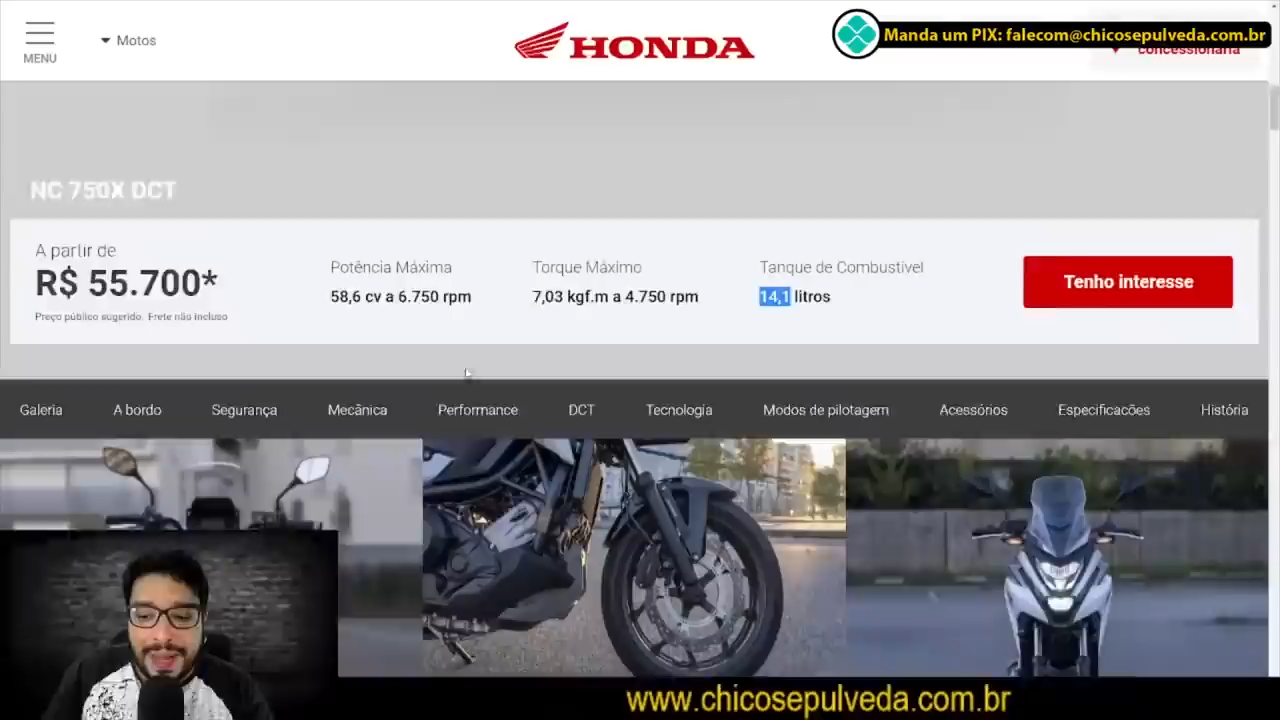 MENU
Motos
HONDA
Manda um PIX: falecom@chicosepulveda.com.br
concessionária
NC 750X DCT
A partir de
R$ 55.700*
Preço público sugerido. Frete não incluso
Potência Máxima
58,6 cv a 6.750 rpm
Torque Máximo
7,03 kgf.m a 4.750 rpm
Tanque de Combustível
14,1 litros
Tenho interesse
Galeria
A bordo
Segurança
Mecânica
Performance
DCT
Tecnologia
Modos de pilotagem
Acessórios
Especificações
História
www.chicosepulveda.com.br